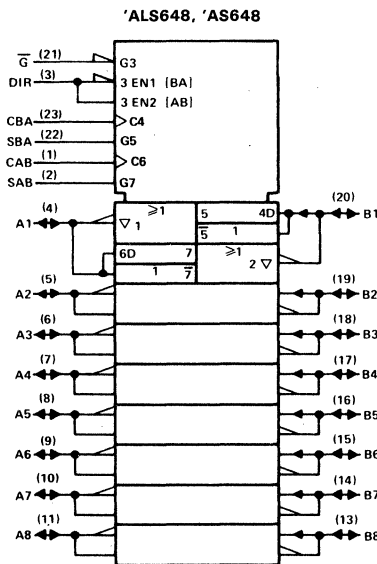 'ALS648, 'AS648
G (21) G3
DIR (3) 3 EN1 [BA]
3 EN2 [AB]
CBA (23) C4
SBA (22) G5
CAB (1) C6
SAB (2) G7
A1 (4) ≥1 5 4D (20) B1
▽ 1 5 1
6D 7 ≥1
1 7 2 ▽
A2 (5) (19) B2
A3 (6) (18) B3
A4 (7) (17) B4
A5 (8) (16) B5
A6 (9) (15) B6
A7 (10) (14) B7
A8 (11) (13) B8